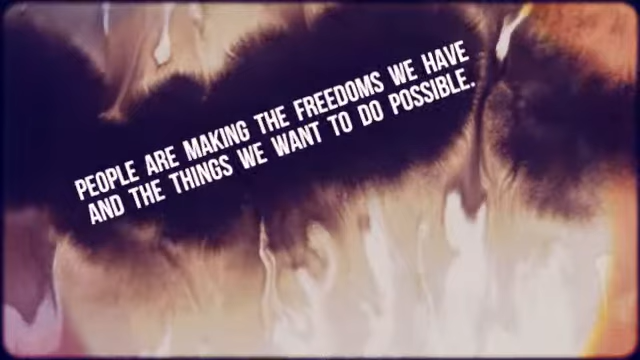 PEOPLE ARE MAKING THE FREEDOMS WE HAVE
AND THE THINGS WE WANT TO DO POSSIBLE.